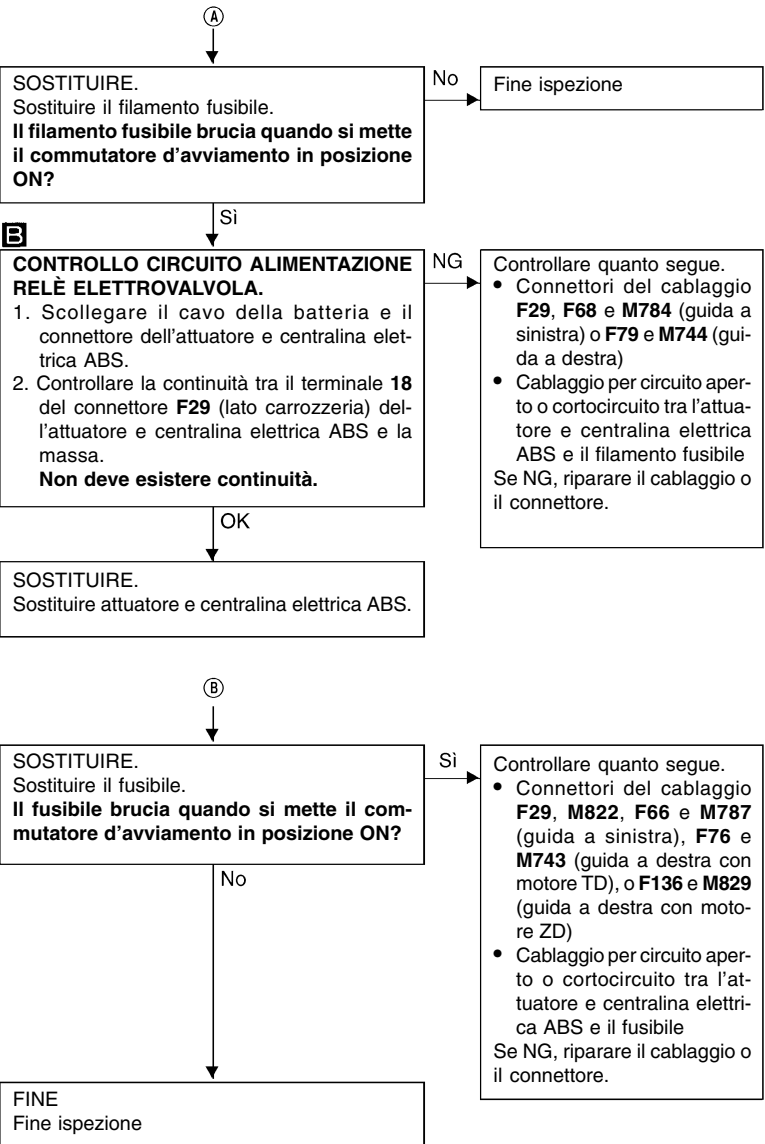 Ⓐ
SOSTITUIRE.
Sostituire il filamento fusibile.
Il filamento fusibile brucia quando si mette
il commutatore d'avviamento in posizione
ON?
No
Fine ispezione
Sì
B
CONTROLLO CIRCUITO ALIMENTAZIONE
RELÈ ELETTROVALVOLA.
1. Scollegare il cavo della batteria e il
connettore dell'attuatore e centralina elet-
trica ABS.
2. Controllare la continuità tra il terminale 18
del connettore F29 (lato carrozzeria) del-
l'attuatore e centralina elettrica ABS e la
massa.
Non deve esistere continuità.
NG
Controllare quanto segue.
• Connettori del cablaggio
F29, F68 e M784 (guida a
sinistra) o F79 e M744 (gui-
da a destra)
• Cablaggio per circuito aper-
to o cortocircuito tra l'attua-
tore e centralina elettrica
ABS e il filamento fusibile
Se NG, riparare il cablaggio o
il connettore.
OK
SOSTITUIRE.
Sostituire attuatore e centralina elettrica ABS.
Ⓑ
SOSTITUIRE.
Sostituire il fusibile.
Il fusibile brucia quando si mette il com-
mutatore d'avviamento in posizione ON?
Sì
Controllare quanto segue.
• Connettori del cablaggio
F29, M822, F66 e M787
(guida a sinistra), F76 e
M743 (guida a destra con
motore TD), o F136 e M829
(guida a destra con moto-
re ZD)
• Cablaggio per circuito aper-
to o cortocircuito tra l'at-
tuatore e centralina elettri-
ca ABS e il fusibile
Se NG, riparare il cablaggio o
il connettore.
No
FINE
Fine ispezione